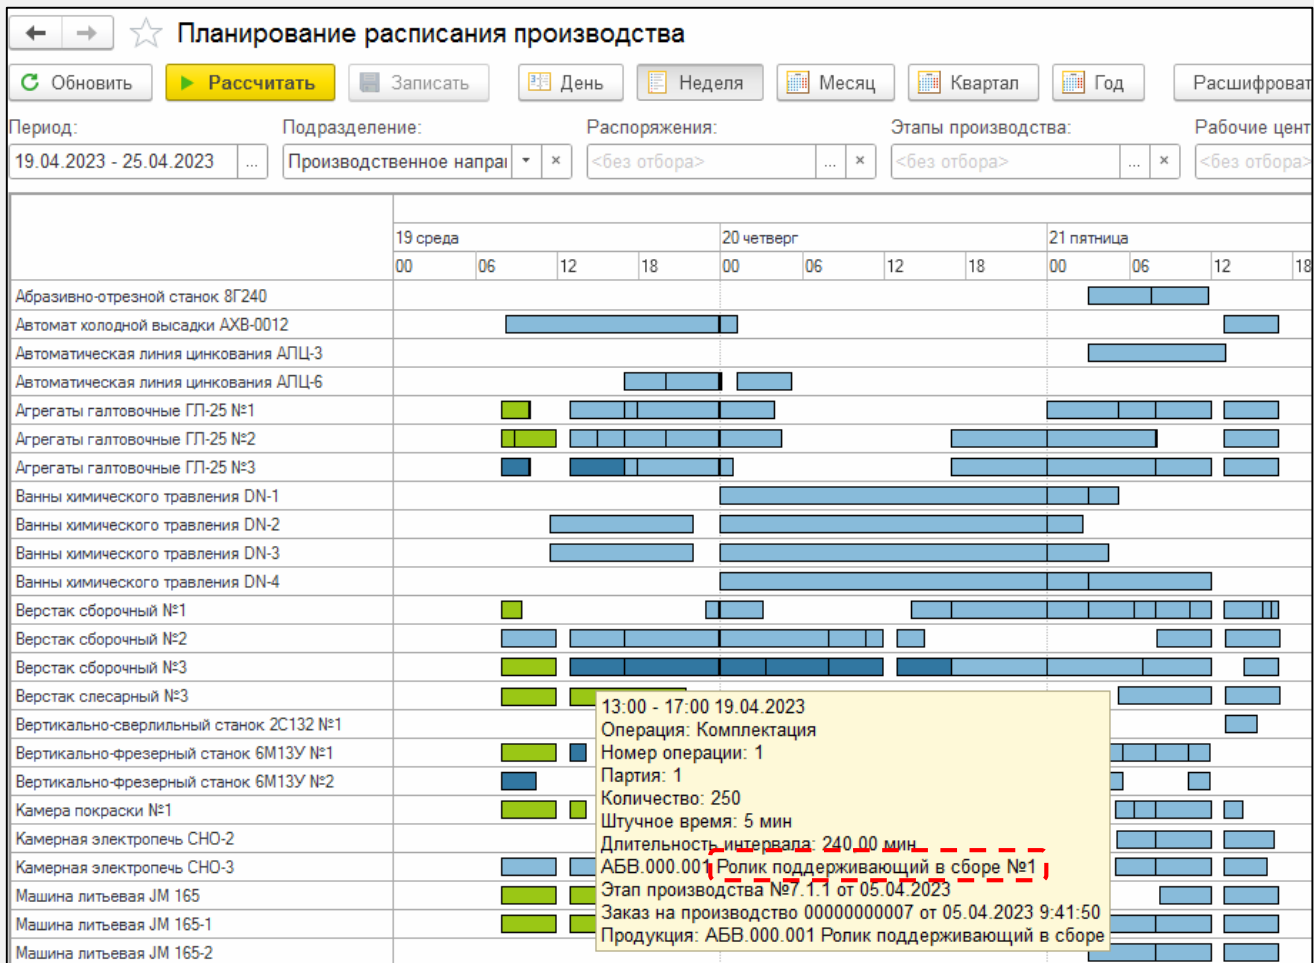 Планирование расписания производства
Обновить Рассчитать Записать День Неделя Месяц Квартал Год Расшифроват
Период: Подразделение: Распоряжения: Этапы производства: Рабочие цент
19.04.2023 - 25.04.2023 ... Производственное напра × <без отбора> ... × <без отбора> ... × <без отбора>
19 среда 20 четверг 21 пятница
00 06 12 18 00 06 12 18 00 06 12 18
Абразивно-отрезной станок 8Г240
Автомат холодной высадки АХВ-0012
Автоматическая линия цинкования АПЦ-3
Автоматическая линия цинкования АПЦ-6
Агрегаты галтовочные ГЛ-25 №1
Агрегаты галтовочные ГЛ-25 №2
Агрегаты галтовочные ГЛ-25 №3
Ванны химического травления DN-1
Ванны химического травления DN-2
Ванны химического травления DN-3
Ванны химического травления DN-4
Верстак сборочный №1
Верстак сборочный №2
Верстак сборочный №3
Верстак слесарный №3
Вертикально-сверлильный станок 2С132 №1
Вертикально-фрезерный станок 6М13У №1
Вертикально-фрезерный станок 6М13У №2
Камера покраски №1
Камерная электропечь СНО-2
Камерная электропечь СНО-3
Машина литьевая JM 165
Машина литьевая JM 165-1
Машина литьевая JM 165-2
13:00 - 17:00 19.04.2023
Операция: Комплектация
Номер операции: 1
Партия: 1
Количество: 250
Штучное время: 5 мин
Длительность интервала: 240,00 мин
АБВ.000.001 Ролик поддерживающий в сборе №1
Этап производства №7.1.1 от 05.04.2023
Заказ на производство 00000000007 от 05.04.2023 9:41:50
Продукция: АБВ.000.001 Ролик поддерживающий в сборе